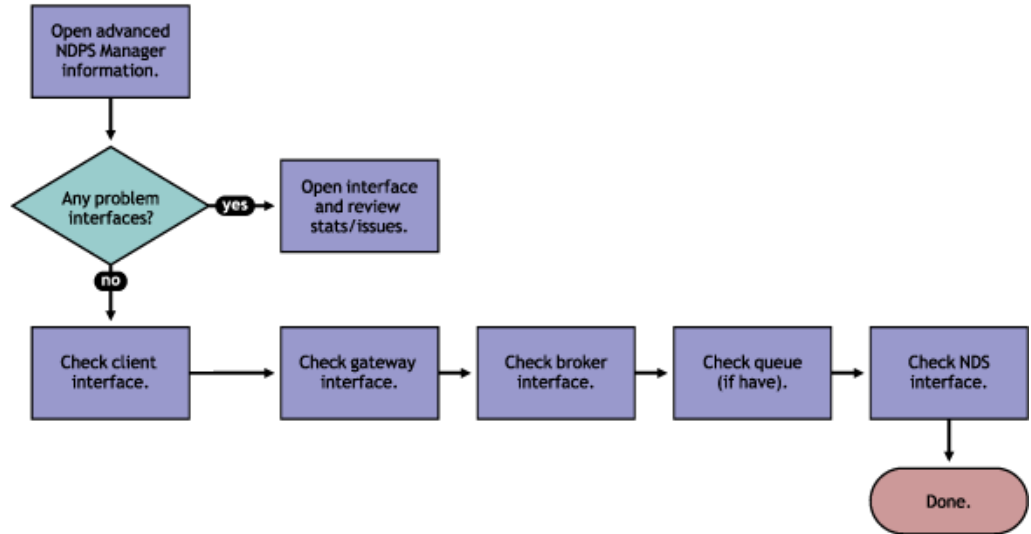 Open advanced
NDPS Manager
information.
Any problem
interfaces?
yes
Open interface
and review
stats/issues.
no
Check client
interface.
Check gateway
interface.
Check broker
interface.
Check queue
(if have).
Check NDS
interface.
Done.